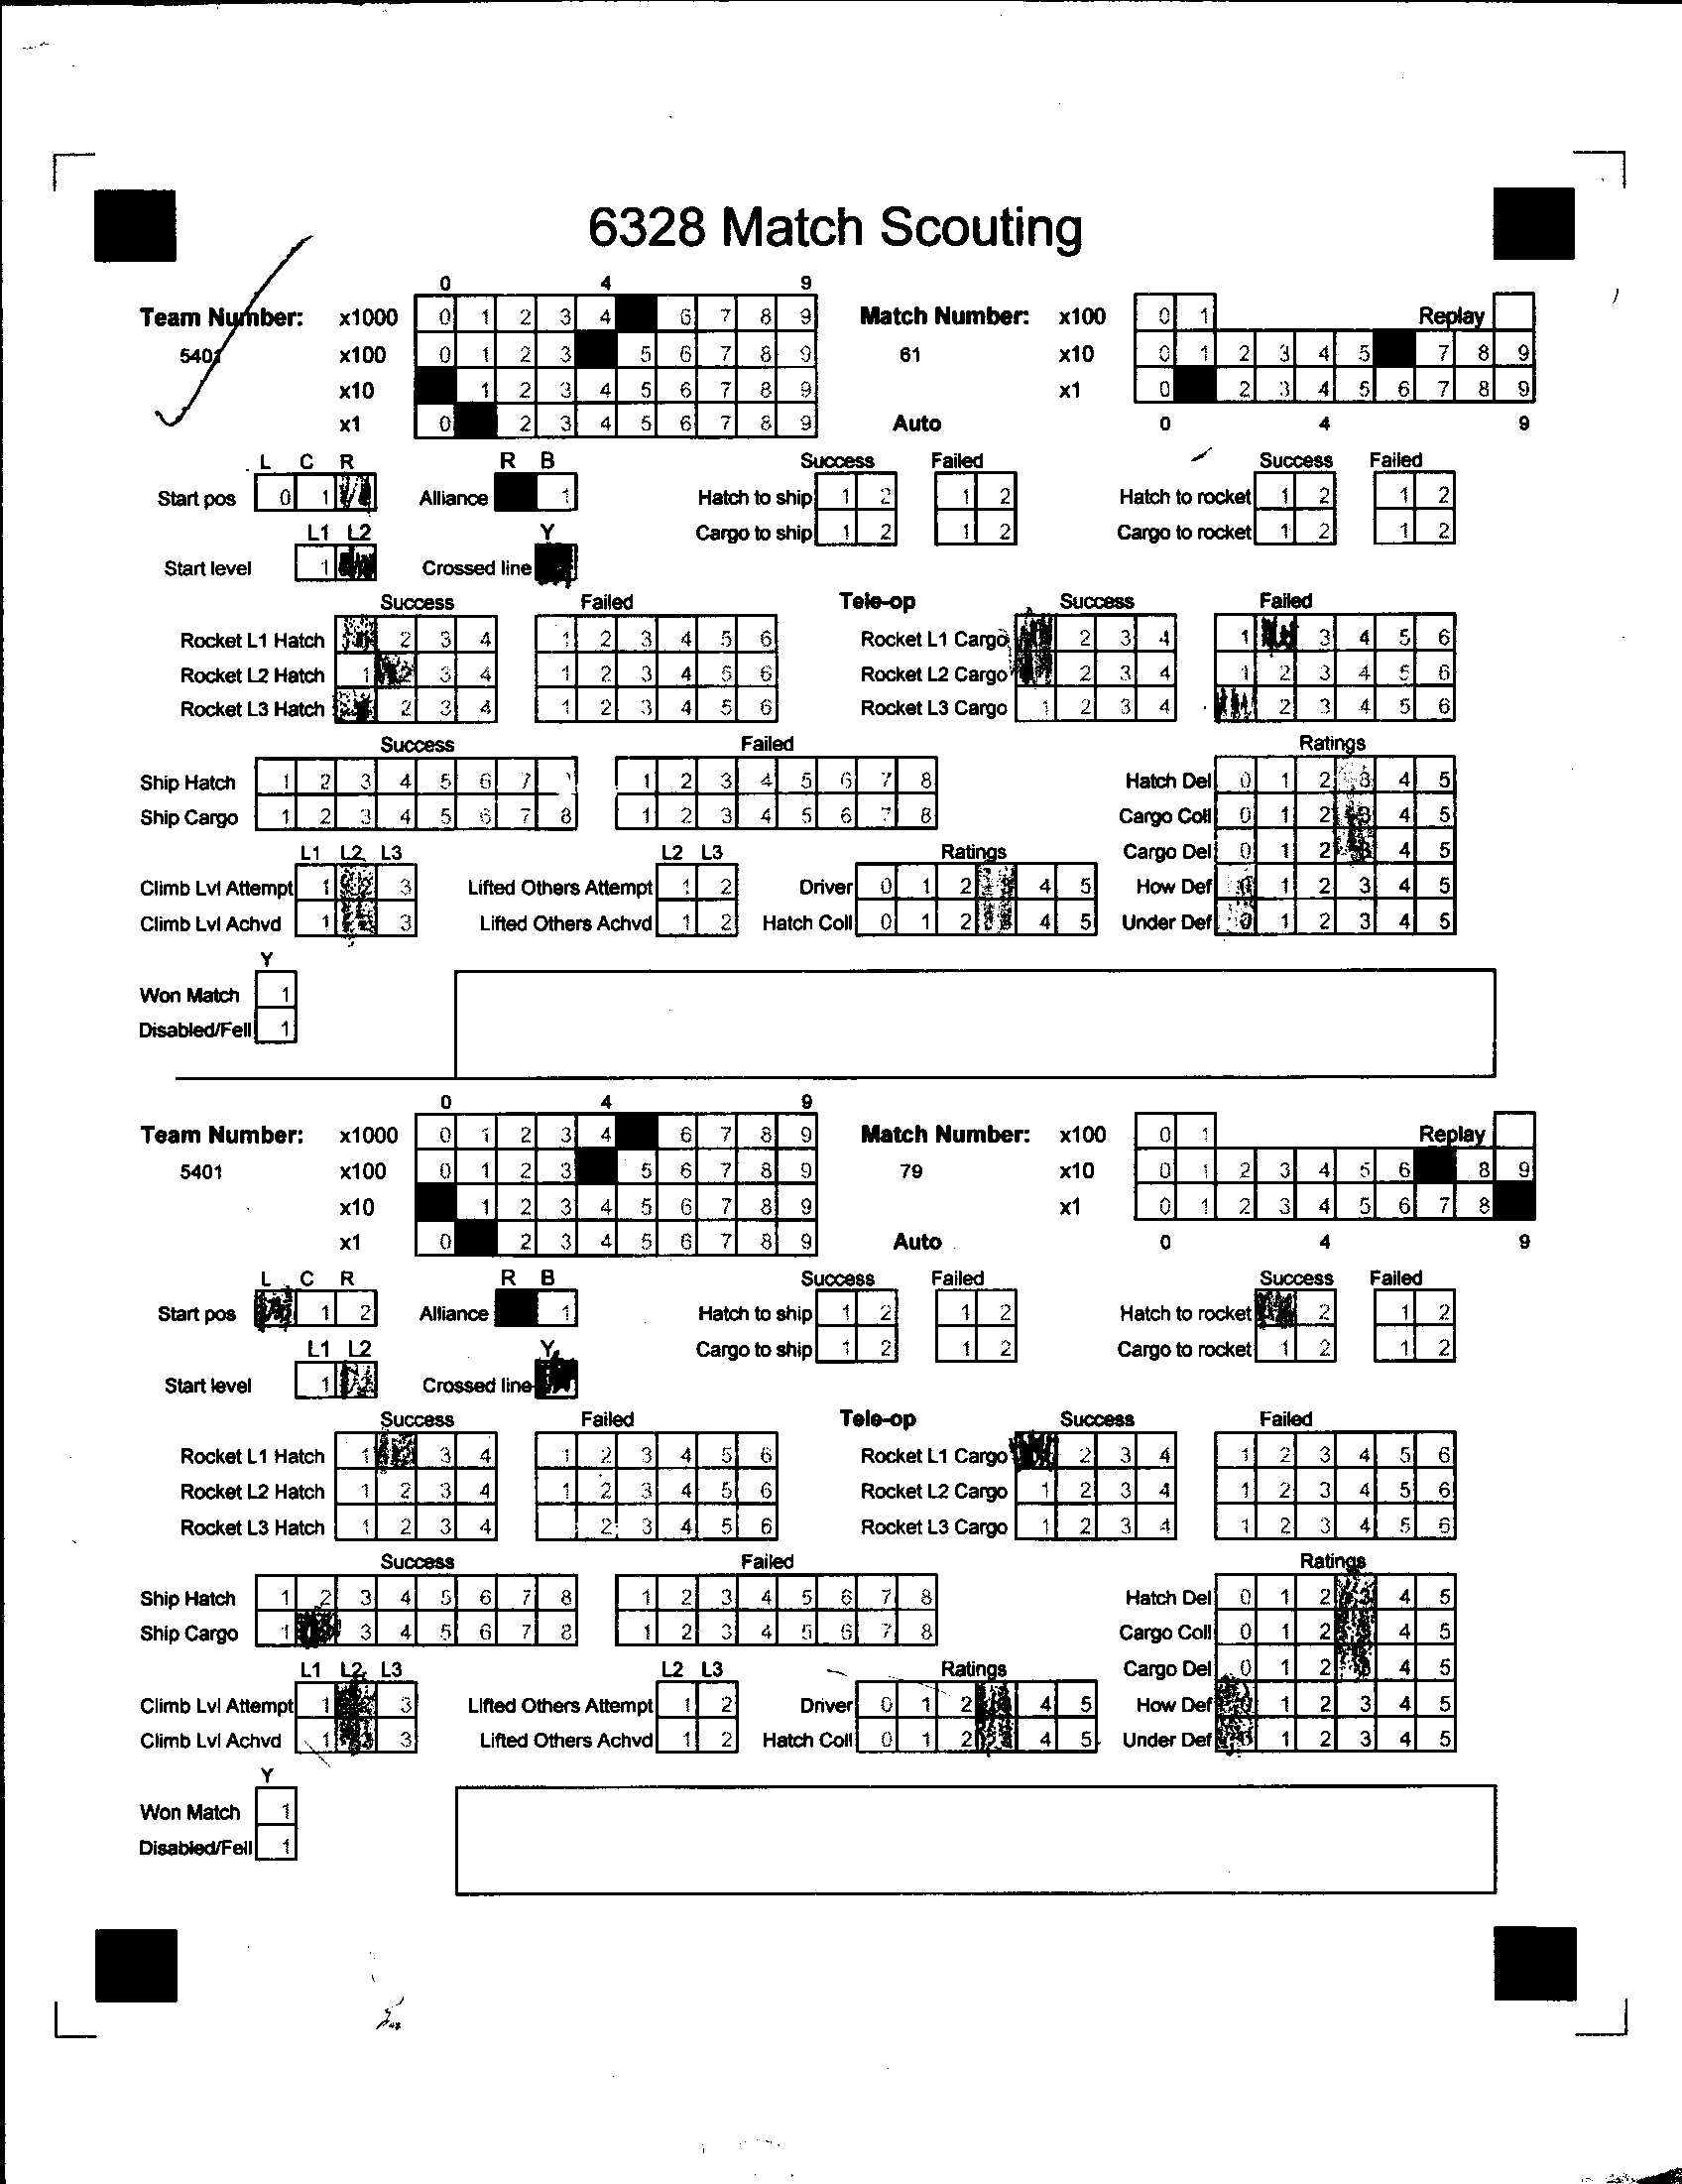 6328 Match Scouting
0 4 9
Team Number: x1000 0 1 2 3 4 6 7 8 9 Match Number: x100 0 1 Replay
5401 x100 0 1 2 3 5 6 7 8 9 61 x10 0 1 2 3 4 5 7 8 9
x10 1 2 3 4 5 6 7 8 9 x1 0 2 3 4 5 6 7 8 9
x1 0 2 3 4 5 6 7 8 9 Auto 0 4 9
L C R R B Success Failed Success Failed
Start pos 0 1 Alliance 1 Hatch to ship 1 2 1 2 Hatch to rocket 1 2 1 2
L1 L2 Y Cargo to ship 1 2 1 2 Cargo to rocket 1 2 1 2
Start level 1 Crossed line
Success Failed Tele-op Success Failed
Rocket L1 Hatch 2 3 4 1 2 3 4 5 6 Rocket L1 Cargo 2 3 4 1 3 4 5 6
Rocket L2 Hatch 1 2 3 4 1 2 3 4 5 6 Rocket L2 Cargo 2 3 4 1 2 3 4 5 6
Rocket L3 Hatch 2 3 4 1 2 3 4 5 6 Rocket L3 Cargo 1 2 3 4 2 3 4 5 6
Success Failed Ratings
Ship Hatch 1 2 3 4 5 6 7 1 2 3 4 5 6 7 8 Hatch Del 0 1 2 3 4 5
Ship Cargo 1 2 3 4 5 6 7 8 1 2 3 4 5 6 7 8 Cargo Coll 0 1 2 3 4 5
L1 L2 L3 L2 L3 Ratings Cargo Del 0 1 2 3 4 5
Climb Lvl Attempt 1 2 3 Lifted Others Attempt 1 2 Driver 0 1 2 4 5 How Def 0 1 2 3 4 5
Climb Lvl Achvd 1 3 Lifted Others Achvd 1 2 Hatch Coll 0 1 2 4 5 Under Def 0 1 2 3 4 5
Y
Won Match 1
Disabled/Fell 1
0 4 9
Team Number: x1000 0 1 2 3 4 6 7 8 9 Match Number: x100 0 1 Replay
5401 x100 0 1 2 3 5 6 7 8 9 79 x10 0 1 2 3 4 5 6 8 9
x10 1 2 3 4 5 6 7 8 9 x1 0 1 2 3 4 5 6 7 8
x1 0 2 3 4 5 6 7 8 9 Auto 0 4 9
L C R R B Success Failed Success Failed
Start pos 1 2 Alliance 1 Hatch to ship 1 2 1 2 Hatch to rocket 2 1 2
L1 L2 Y Cargo to ship 1 2 1 2 Cargo to rocket 1 2 1 2
Start level 1 Crossed line
Success Failed Tele-op Success Failed
Rocket L1 Hatch 1 3 4 1 2 3 4 5 6 Rocket L1 Cargo 2 3 4 1 2 3 4 5 6
Rocket L2 Hatch 1 2 3 4 1 2 3 4 5 6 Rocket L2 Cargo 1 2 3 4 1 2 3 4 5 6
Rocket L3 Hatch 1 2 3 4 2 3 4 5 6 Rocket L3 Cargo 1 2 3 4 1 2 3 4 5 6
Success Failed Ratings
Ship Hatch 1 2 3 4 5 6 7 8 1 2 3 4 5 6 7 8 Hatch Del 0 1 2 3 4 5
Ship Cargo 1 3 4 5 6 7 8 1 2 3 4 5 6 7 8 Cargo Coll 0 1 2 4 5
L1 L2 L3 L2 L3 Ratings Cargo Del 0 1 2 4 5
Climb Lvl Attempt 1 3 Lifted Others Attempt 1 2 Driver 0 1 2 4 5 How Def 1 2 3 4 5
Climb Lvl Achvd 1 3 Lifted Others Achvd 1 2 Hatch Coll 0 1 2 4 5 Under Def 1 2 3 4 5
Y
Won Match 1
Disabled/Fell 1